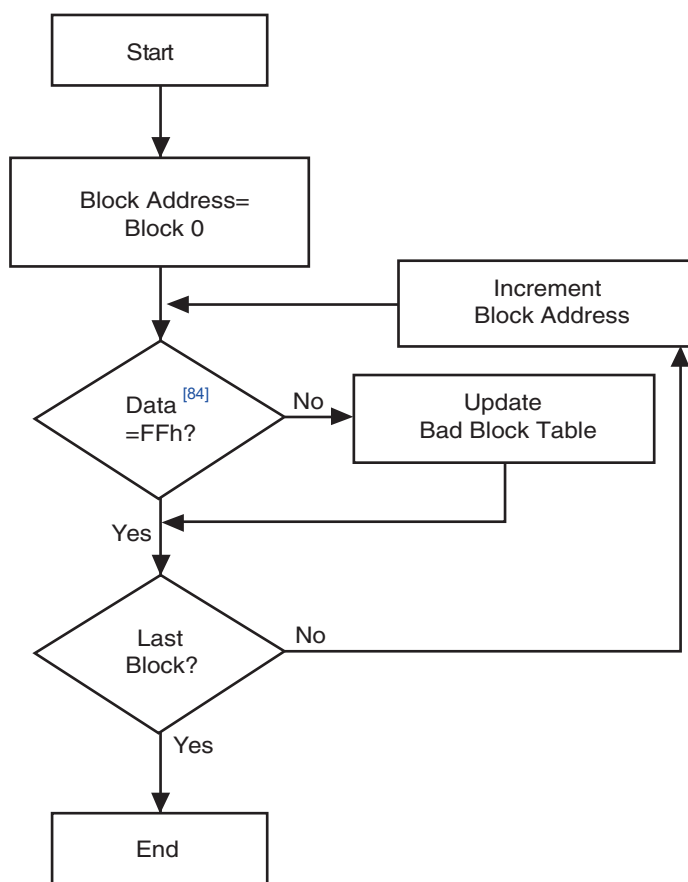 Start
Block Address=
Block 0
Increment
Block Address
Data [84]
=FFh?
No
Update
Bad Block Table
Yes
Last
Block?
No
Yes
End